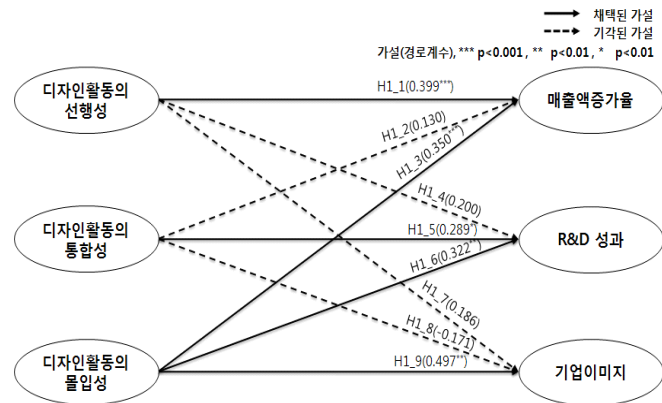 채택된 가설
기각된 가설
가설(경로계수), *** p<0.001 , ** p<0.01 , * p<0.01
디자인활동의
선행성
H1_1(0.399***)
매출액증가율
H1_2(0.130)
H1_3(0.350***)
H1_4(0.200)
디자인활동의
통합성
H1_5(0.289*)
R&D 성과
H1_6(0.322**)
H1_7(0.186)
H1_8(-0.171)
디자인활동의
몰입성
H1_9(0.497**)
기업이미지